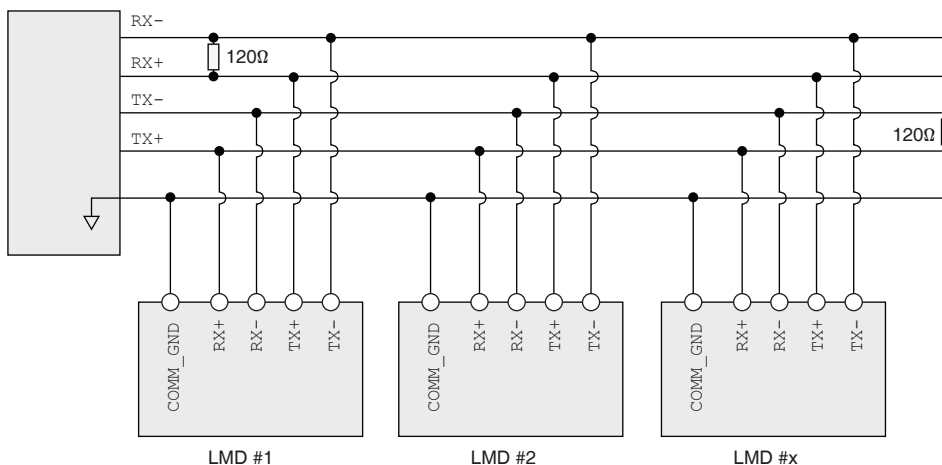 RX-
120Ω
RX+
TX-
120Ω
TX+
COMM_GND
RX+
RX-
TX+
TX-
COMM_GND
RX+
RX-
TX+
TX-
COMM_GND
RX+
RX-
TX+
TX-
LMD #1
LMD #2
LMD #x